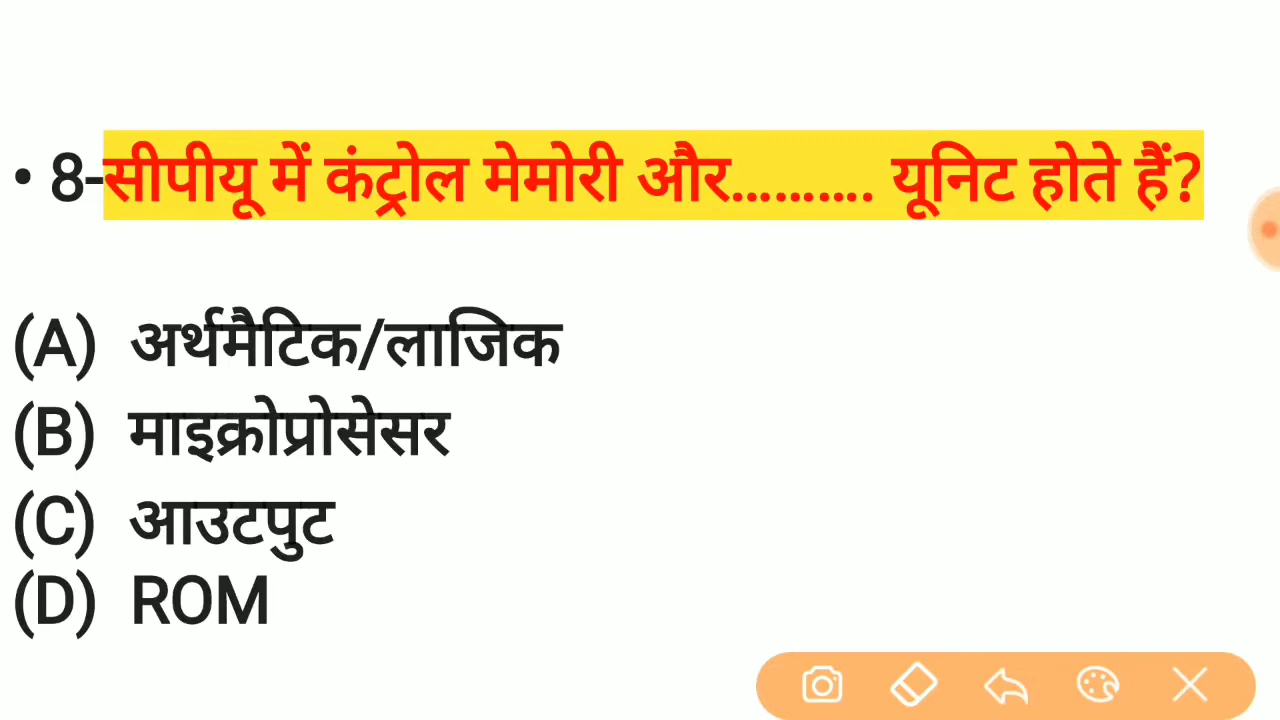 • 8-सीपीयू में कंट्रोल मेमोरी और.......... यूनिट होते हैं?
(A) अर्थमैटिक/लाजिक
(B) माइक्रोप्रोसेसर
(C) आउटपुट
(D) ROM